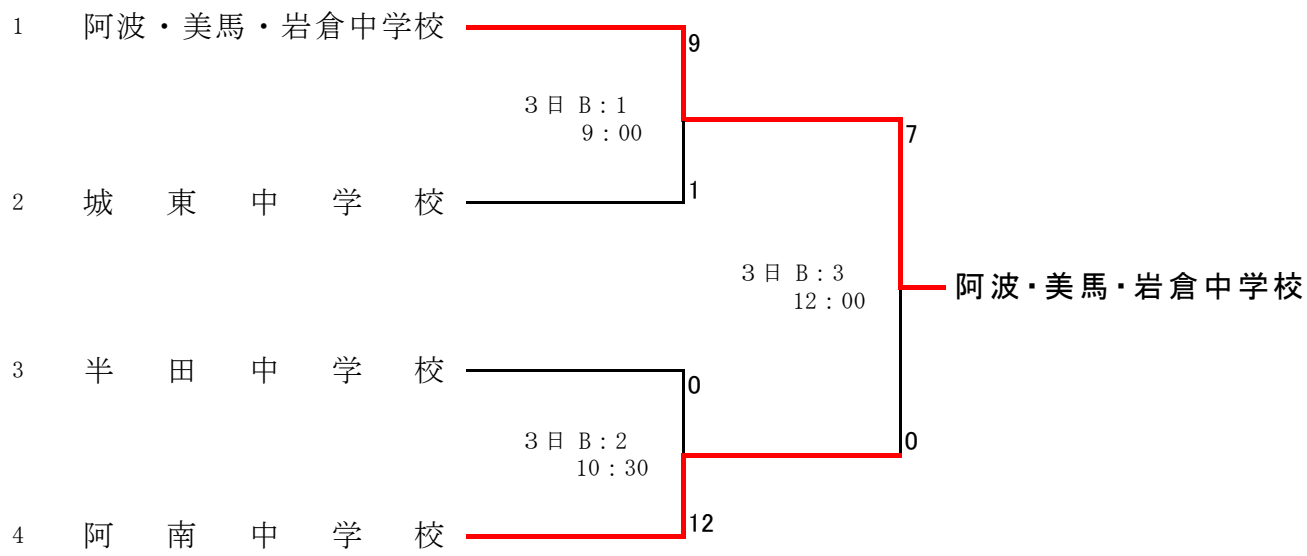 1 阿波・美馬・岩倉中学校
9
3日 B:1
9:00
7
1
2 城東中学校
3日 B:3
12:00
阿波・美馬・岩倉中学校
3 半田中学校
0
3日 B:2
10:30
0
12
4 阿南中学校